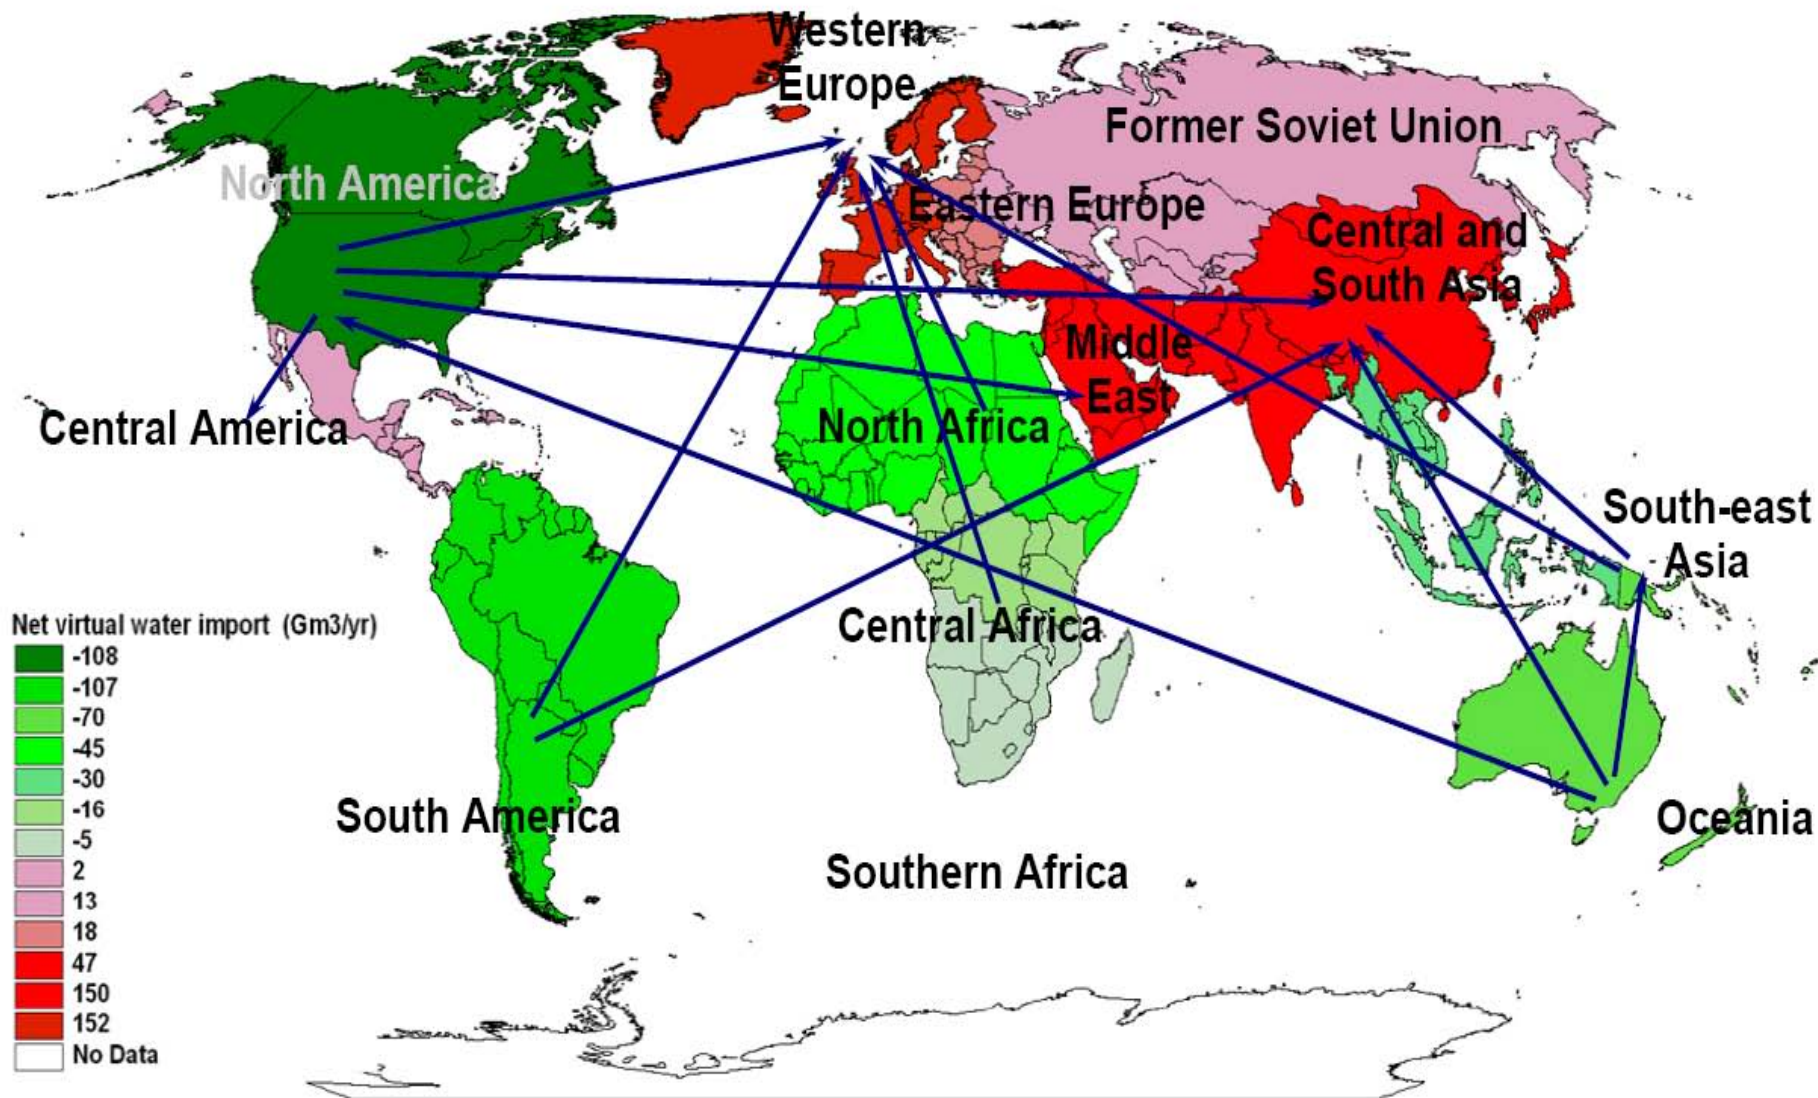 Western
Europe
Former Soviet Union
North America
Eastern Europe
Central and
South Asia
Middle
East
Central America
North Africa
South-east
Asia
Central Africa
South America
Oceania
Southern Africa
Net virtual water import (Gm3/yr)
-108
-107
-70
-45
-30
-16
-5
2
13
18
47
150
152
No Data